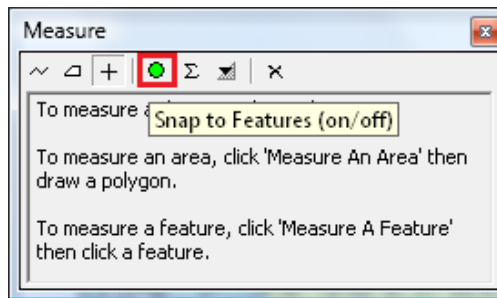 Measure
To measure a
Snap to Features (on/off)
To measure an area, click 'Measure An Area' then
draw a polygon.
To measure a feature, click 'Measure A Feature'
then click a feature.